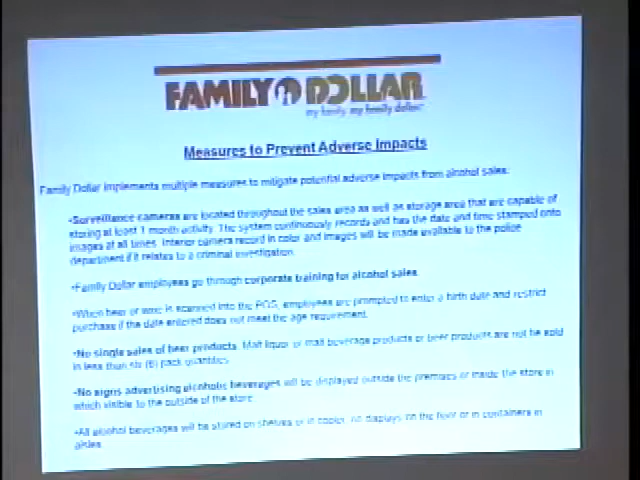 FAMILY DOLLAR
my family, my family dollar
Measures to Prevent Adverse Impacts
Family Dollar implements multiple measures to mitigate potential adverse impacts from alcohol sales.
•Surveillance cameras are located throughout the sales area as well as storage area that are capable of
storing at least 1 month activity. The system continuously records and has the date and time stamped onto
images at all times. Interior camera record in color and images will be made available to the police
department if it relates to a criminal investigation.
•Family Dollar employees go through corporate training for alcohol sales
•When beer or wine is scanned into the POS, employees are prompted to enter a birth date and restrict
purchase if the date entered does not meet the age requirement.
•No single sales of beer products. Malt liquor or malt beverage products or beer products are not be sold
in less than six (6) pack quantities.
•No signs advertising alcoholic beverages will be displayed outside the premises or inside the store in
which visible to the outside of the store.
•All alcohol beverages will be stored on shelves or in cooler, no displays on the floor or in containers in
aisles.